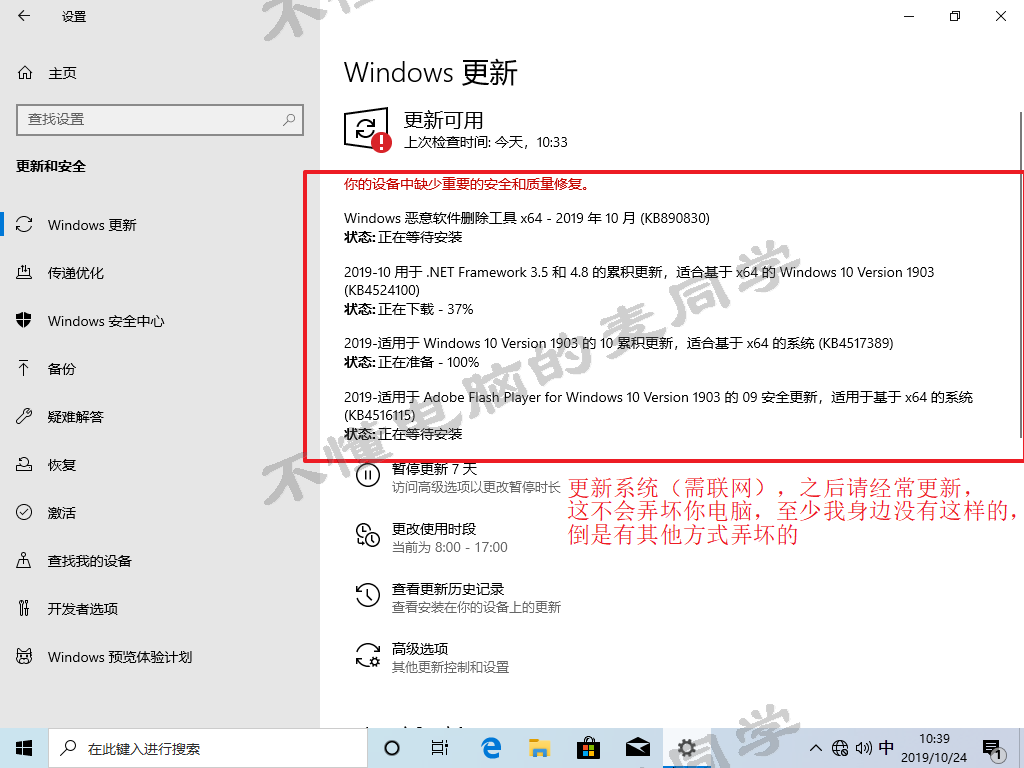 设置
主页
查找设置
更新和安全
Windows 更新
传递优化
Windows 安全中心
备份
疑难解答
恢复
激活
查找我的设备
开发者选项
Windows 预览体验计划
Windows 更新
更新可用
上次检查时间: 今天，10:33
你的设备中缺少重要的安全和质量修复。
Windows 恶意软件删除工具 x64 - 2019 年 10 月 (KB890830)
状态: 正在等待安装
2019-10 用于 .NET Framework 3.5 和 4.8 的累积更新，适合基于 x64 的 Windows 10 Version 1903
(KB4524100)
状态: 正在下载 - 37%
2019-适用于 Windows 10 Version 1903 的 10 累积更新，适合基于 x64 的系统 (KB4517389)
状态: 正在准备 - 100%
2019-适用于 Adobe Flash Player for Windows 10 Version 1903 的 09 安全更新，适用于基于 x64 的系统
(KB4516115)
状态: 正在等待安装
暂停更新 7 天
访问高级选项以更改暂停时长
更新系统（需联网），之后请经常更新，
这不会弄坏你电脑，至少我身边没有这样的，
倒是有其他方式弄坏的
更改使用时段
当前为 8:00 - 17:00
查看更新历史记录
查看安装在你的设备上的更新
高级选项
其他更新控制和设置
不懂电脑的麦同学
不懂
同学
在此键入进行搜索
中
10:39
2019/10/24
1